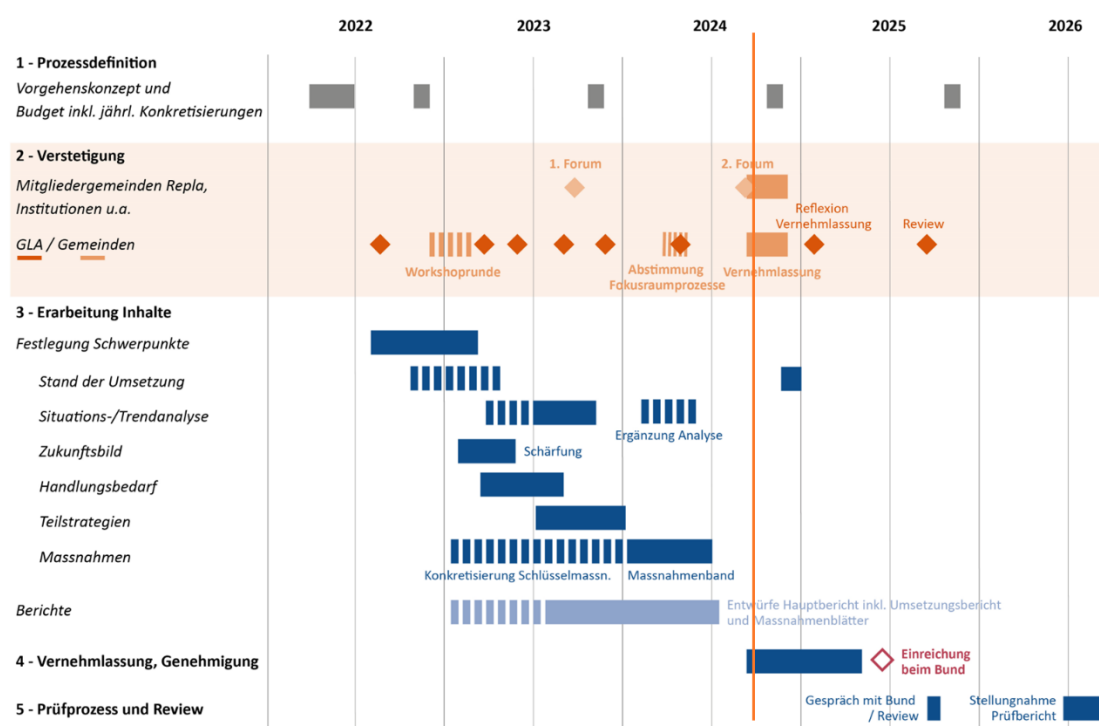 2022 2023 2024 2025 2026
1 - Prozessdefinition
Vorgehenskonzept und
Budget inkl. jährl. Konkretisierungen
2 - Verstetigung
1. Forum 2. Forum
Mitgliedergemeinden Repla,
Institutionen u.a.
Reflexion
Vernehmlassung
Review
GLA / Gemeinden
Workshoprunde
Abstimmung
Fokusraumprozesse
Vernehmlassung
3 - Erarbeitung Inhalte
Festlegung Schwerpunkte
Stand der Umsetzung
Situations-/Trendanalyse
Ergänzung Analyse
Zukunftsbild
Schärfung
Handlungsbedarf
Teilstrategien
Massnahmen
Konkretisierung Schlüsselmassn.
Massnahmenband
Berichte
Entwürfe Hauptbericht inkl. Umsetzungsbericht
und Massnahmenblätter
4 - Vernehmlassung, Genehmigung
Einreichung
beim Bund
5 - Prüfprozess und Review
Gespräch mit Bund
/ Review
Stellungnahme
Prüfbericht